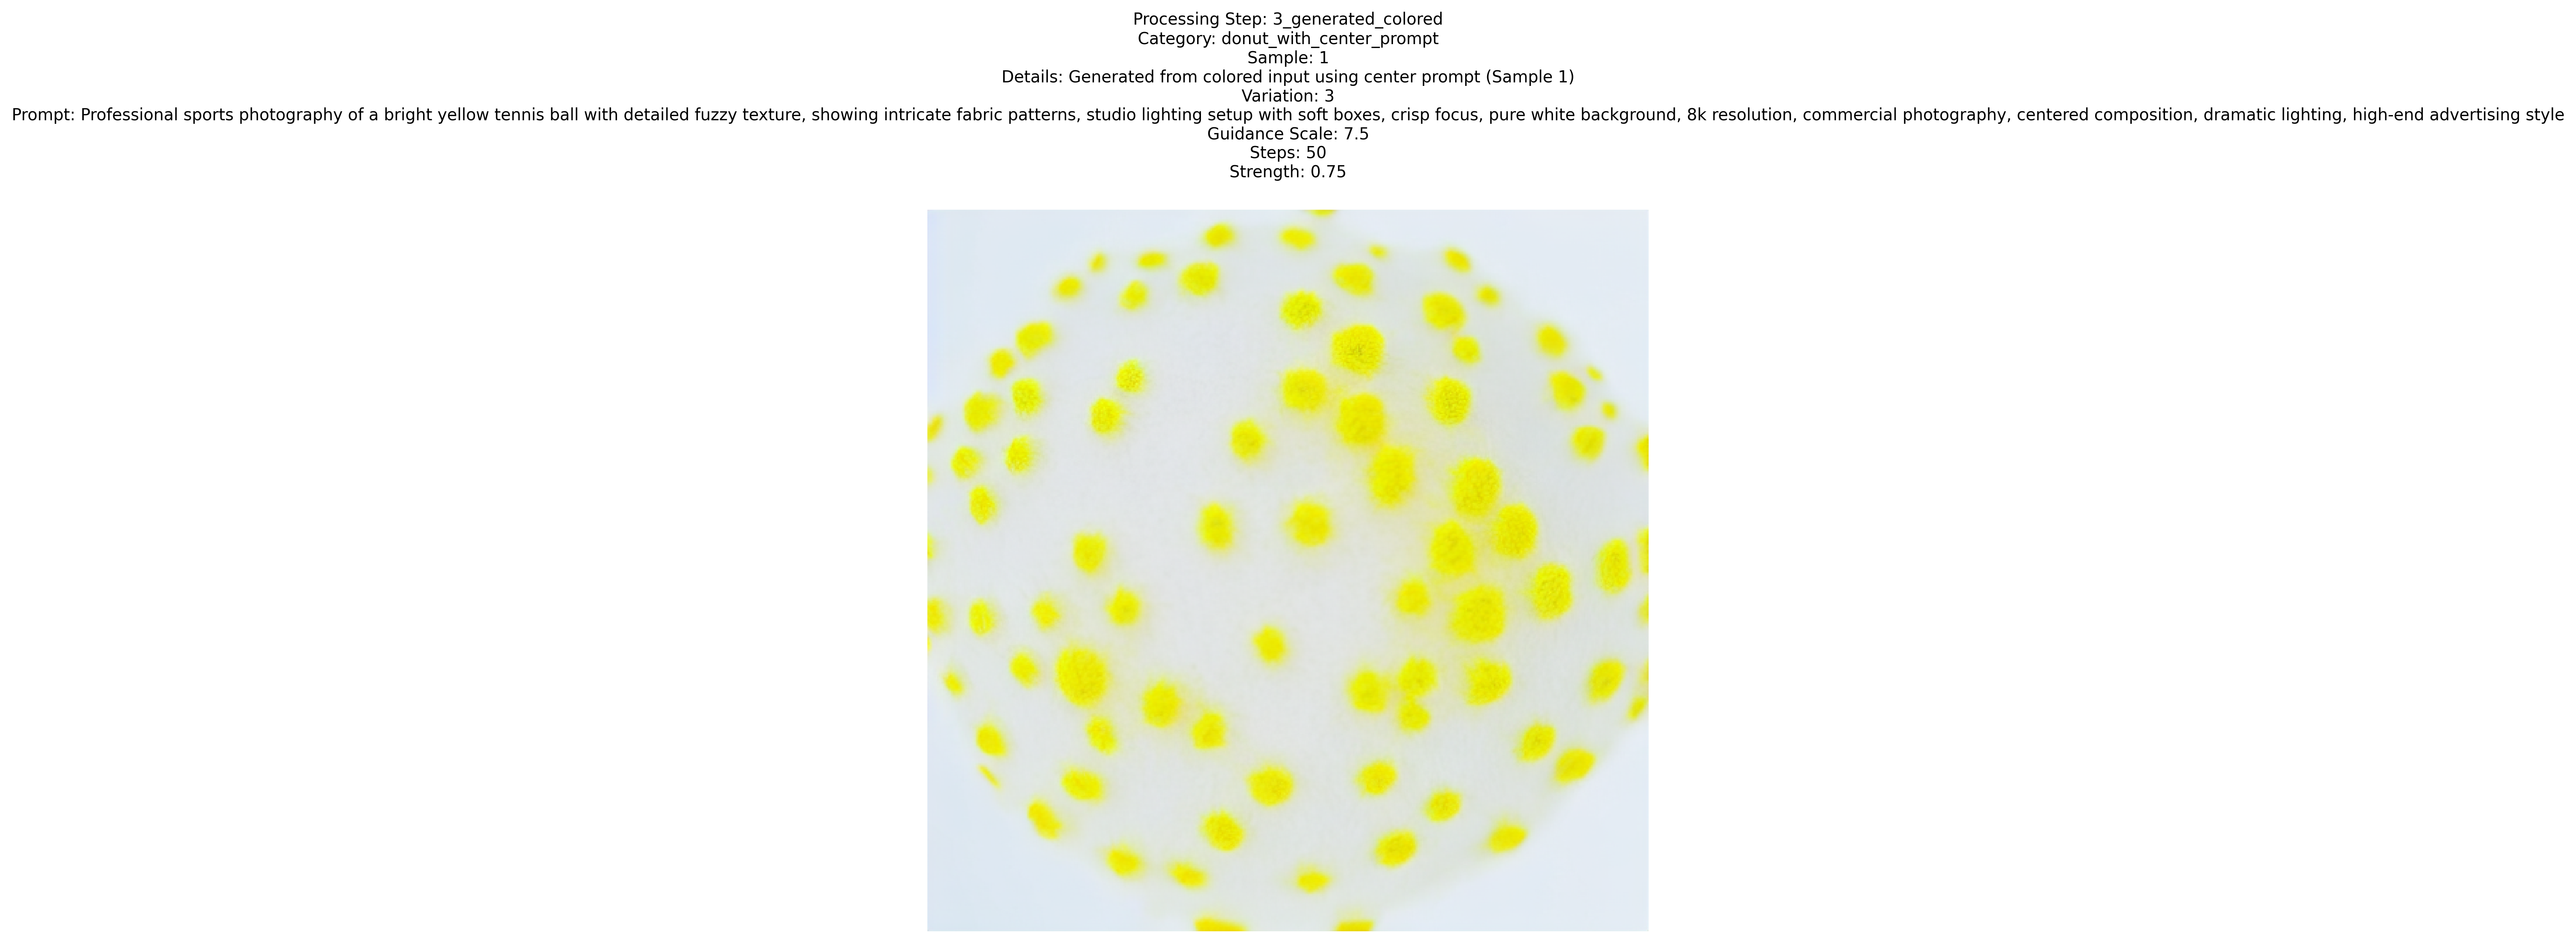 Processing Step: 3_generated_colored
Category: donut_with_center_prompt
Sample: 1
Details: Generated from colored input using center prompt (Sample 1)
Variation: 3
Prompt: Professional sports photography of a bright yellow tennis ball with detailed fuzzy texture, showing intricate fabric patterns, studio lighting setup with soft boxes, crisp focus, pure white background, 8k resolution, commercial photography, centered composition, dramatic lighting, high-end advertising style
Guidance Scale: 7.5
Steps: 50
Strength: 0.75